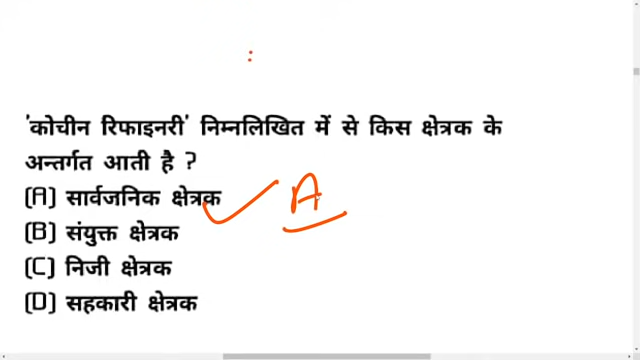 :
'कोचीन रिफाइनरी' निम्नलिखित में से किस क्षेत्रक के
अन्तर्गत आती है ?
(A) सार्वजनिक क्षेत्रक A
(B) संयुक्त क्षेत्रक
(C) निजी क्षेत्रक
(D) सहकारी क्षेत्रक